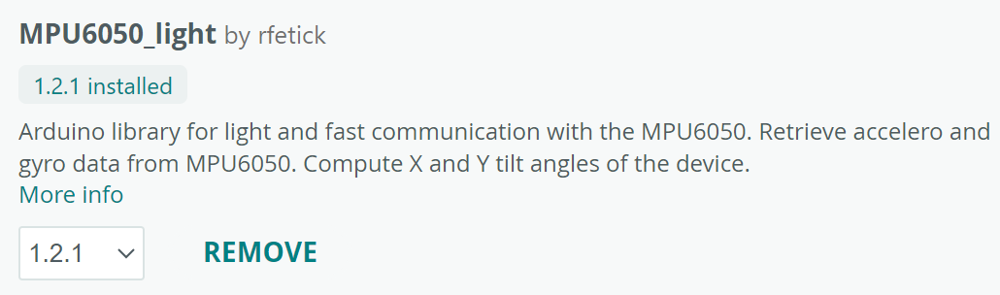 MPU6050_light by rfetick
1.2.1 installed
Arduino library for light and fast communication with the MPU6050. Retrieve accelero and
gyro data from MPU6050. Compute X and Y tilt angles of the device.
More info
1.2.1 REMOVE